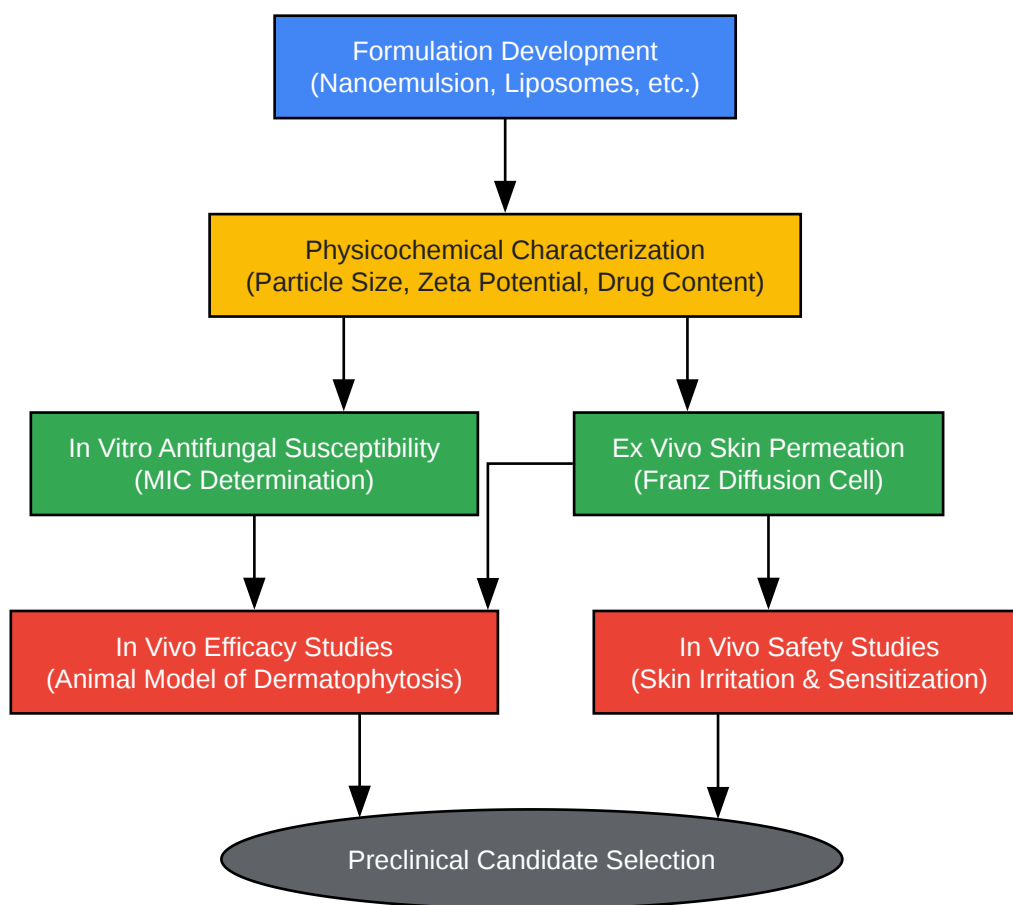 Formulation Development
(Nanoemulsion, Liposomes, etc.)
Physicochemical Characterization
(Particle Size, Zeta Potential, Drug Content)
In Vitro Antifungal Susceptibility
(MIC Determination)
Ex Vivo Skin Permeation
(Franz Diffusion Cell)
In Vivo Efficacy Studies
(Animal Model of Dermatophytosis)
In Vivo Safety Studies
(Skin Irritation & Sensitization)
Preclinical Candidate Selection